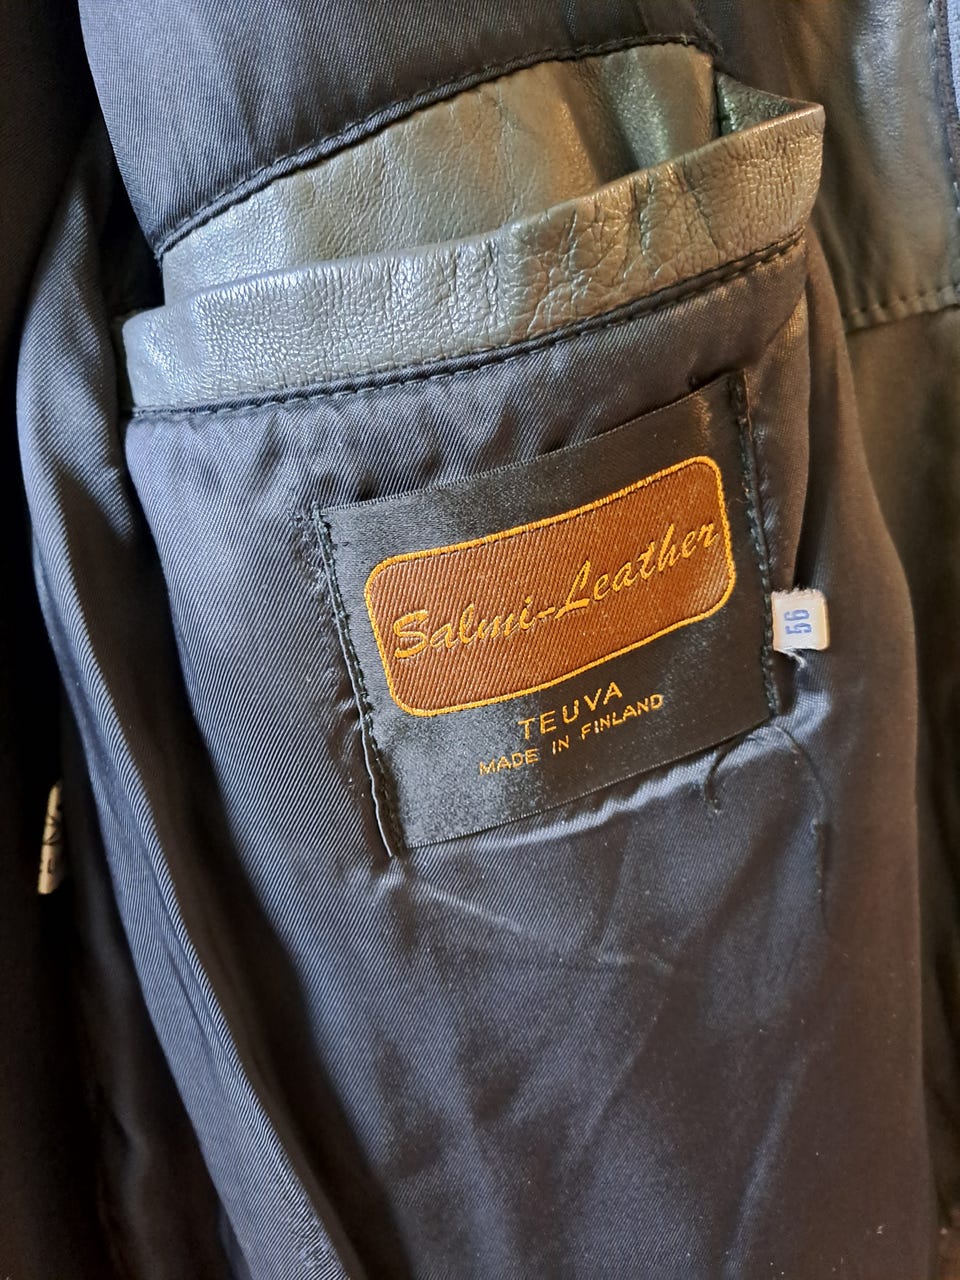 Salmi-Leather
TEUVA
MADE IN FINLAND
56